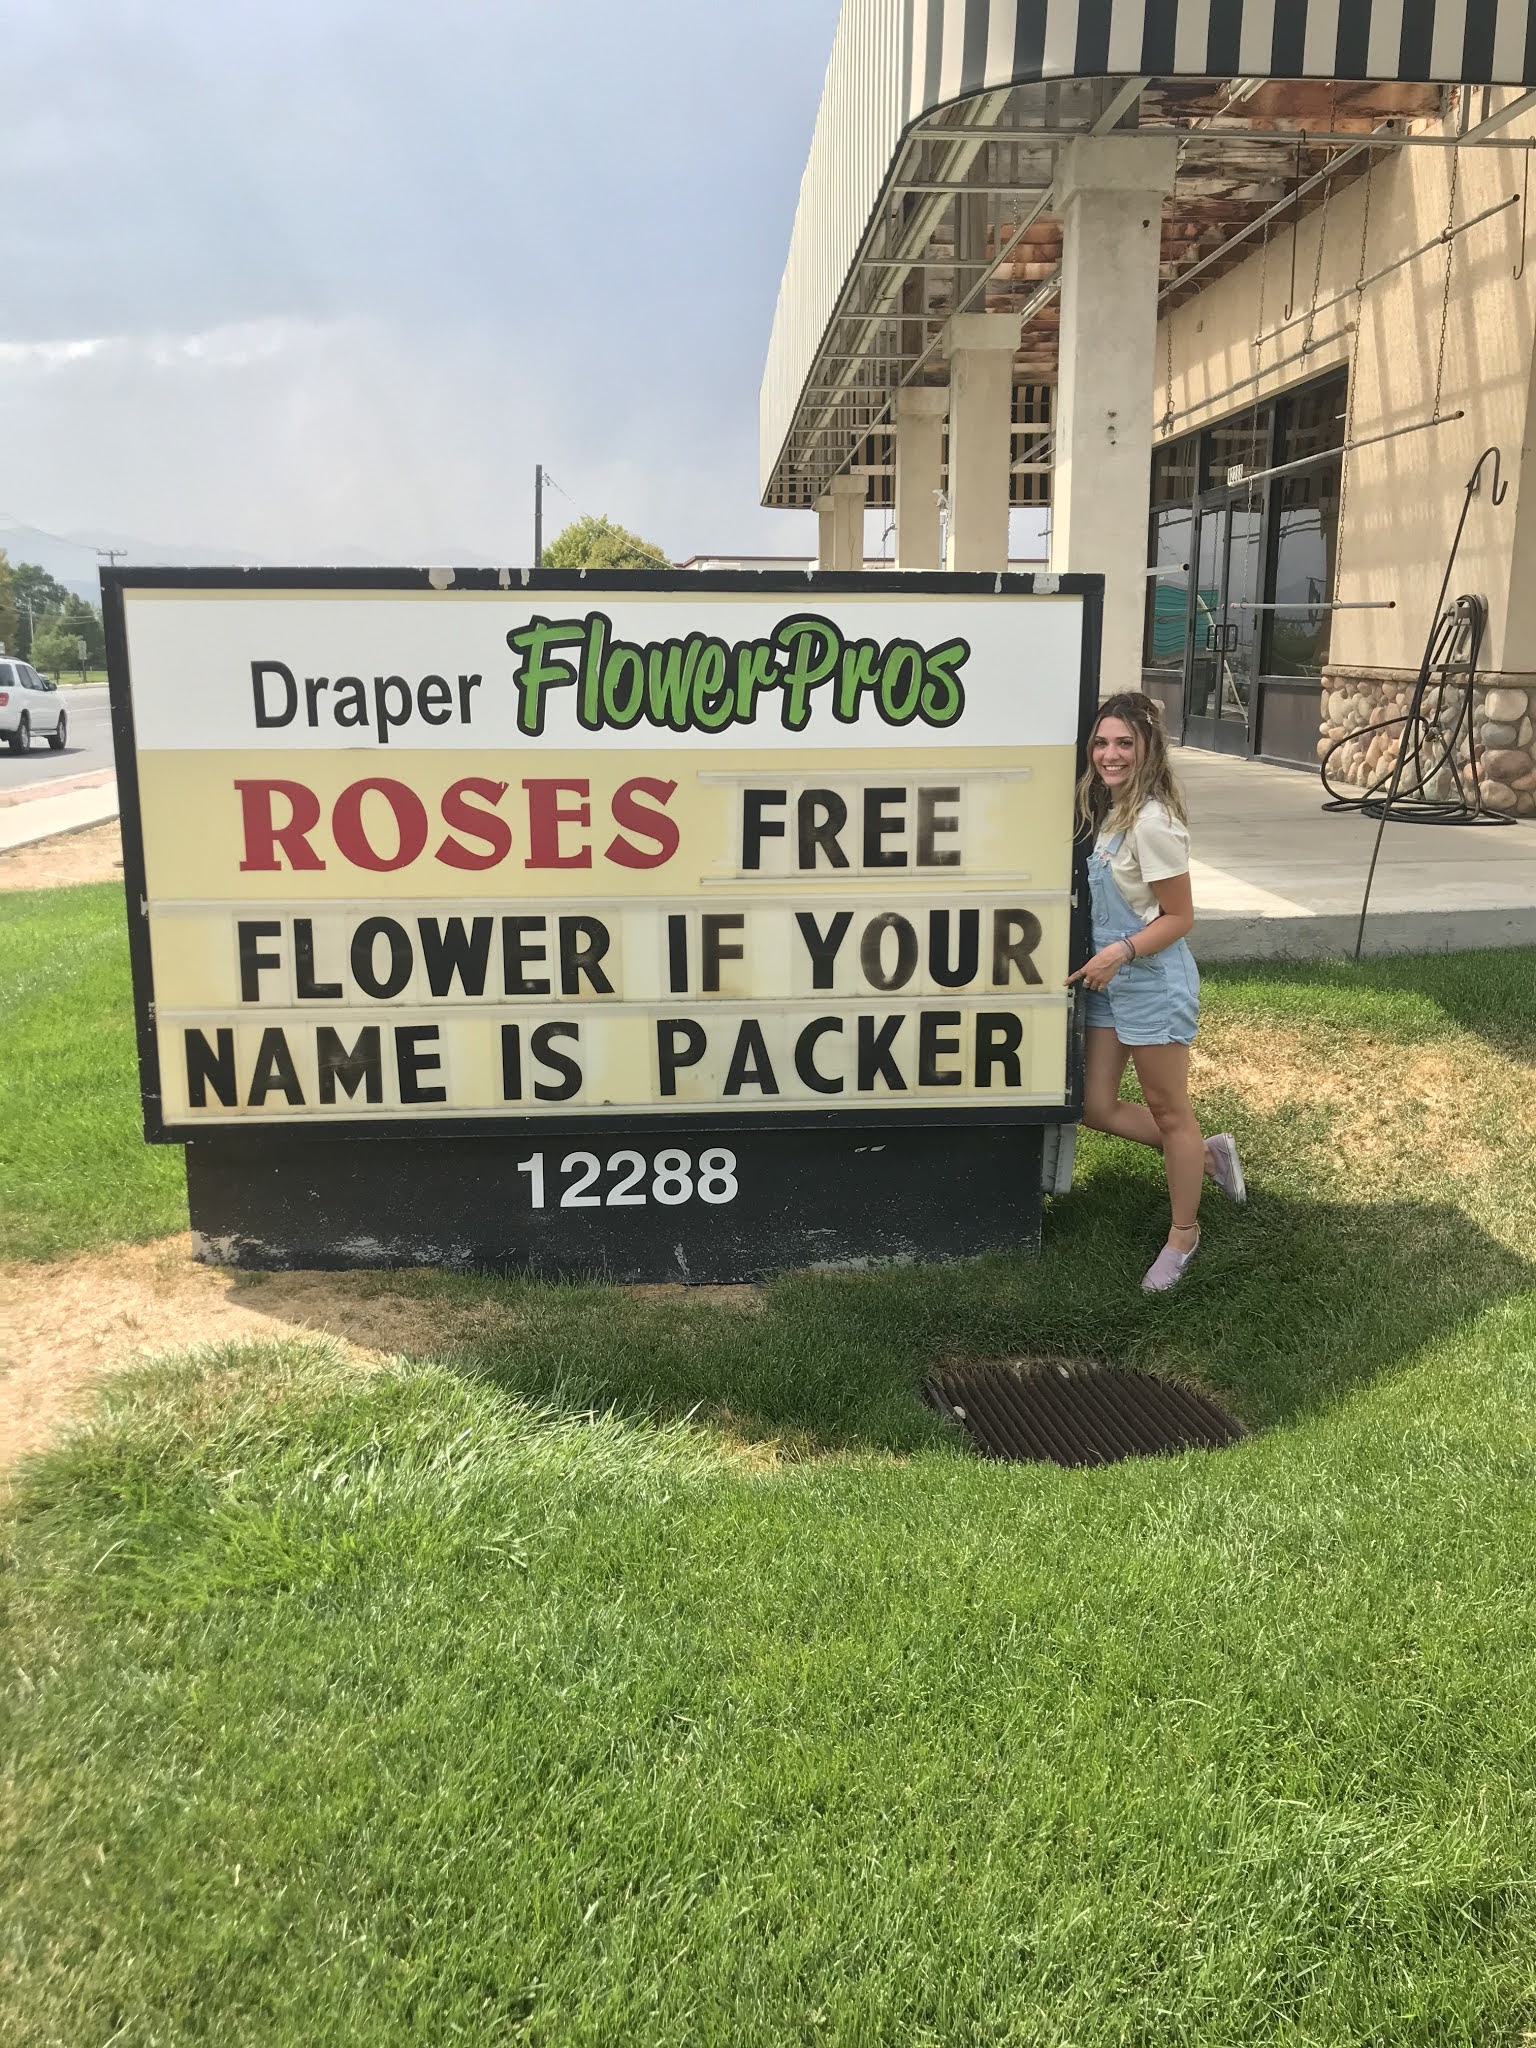 Draper FlowerPros
ROSES FREE
FLOWER IF YOUR
NAME IS PACKER
12288